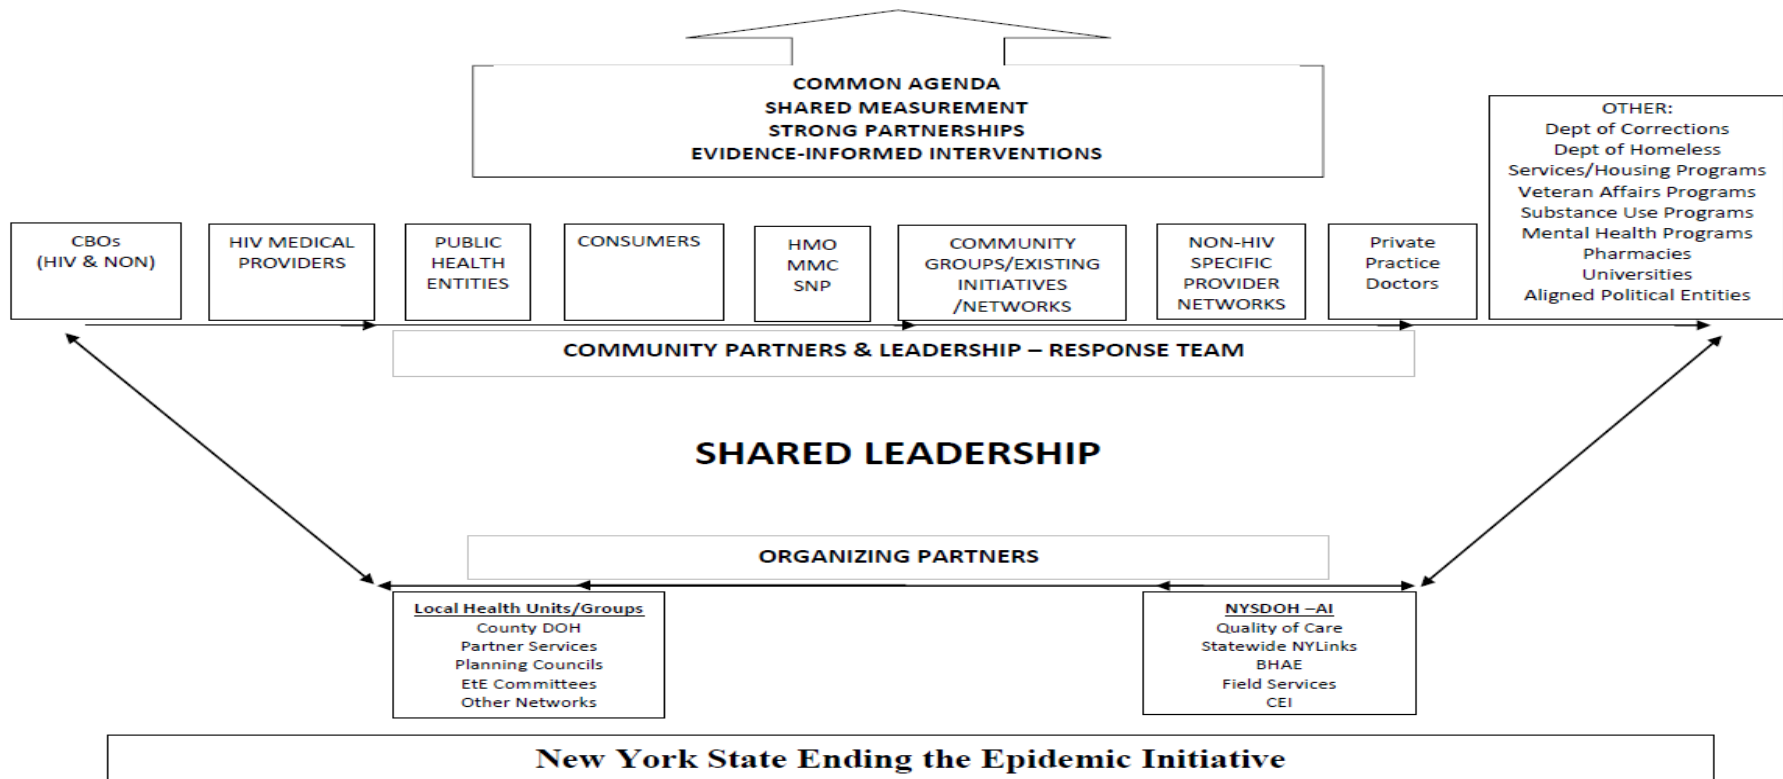 COMMON AGENDA
SHARED MEASUREMENT
STRONG PARTNERSHIPS
EVIDENCE-INFORMED INTERVENTIONS
CBOs
(HIV & NON)
HIV MEDICAL
PROVIDERS
PUBLIC
HEALTH
ENTITIES
CONSUMERS
HMO
MMC
SNP
COMMUNITY
GROUPS/EXISTING
INITIATIVES
/NETWORKS
NON-HIV
SPECIFIC
PROVIDER
NETWORKS
Private
Practice
Doctors
OTHER:
Dept of Corrections
Dept of Homeless
Services/Housing Programs
Veteran Affairs Programs
Substance Use Programs
Mental Health Programs
Pharmacies
Universities
Aligned Political Entities
COMMUNITY PARTNERS & LEADERSHIP – RESPONSE TEAM
SHARED LEADERSHIP
ORGANIZING PARTNERS
Local Health Units/Groups
County DOH
Partner Services
Planning Councils
EtE Committees
Other Networks
NYSDOH –AI
Quality of Care
Statewide NYLinks
BHAE
Field Services
CEI
New York State Ending the Epidemic Initiative